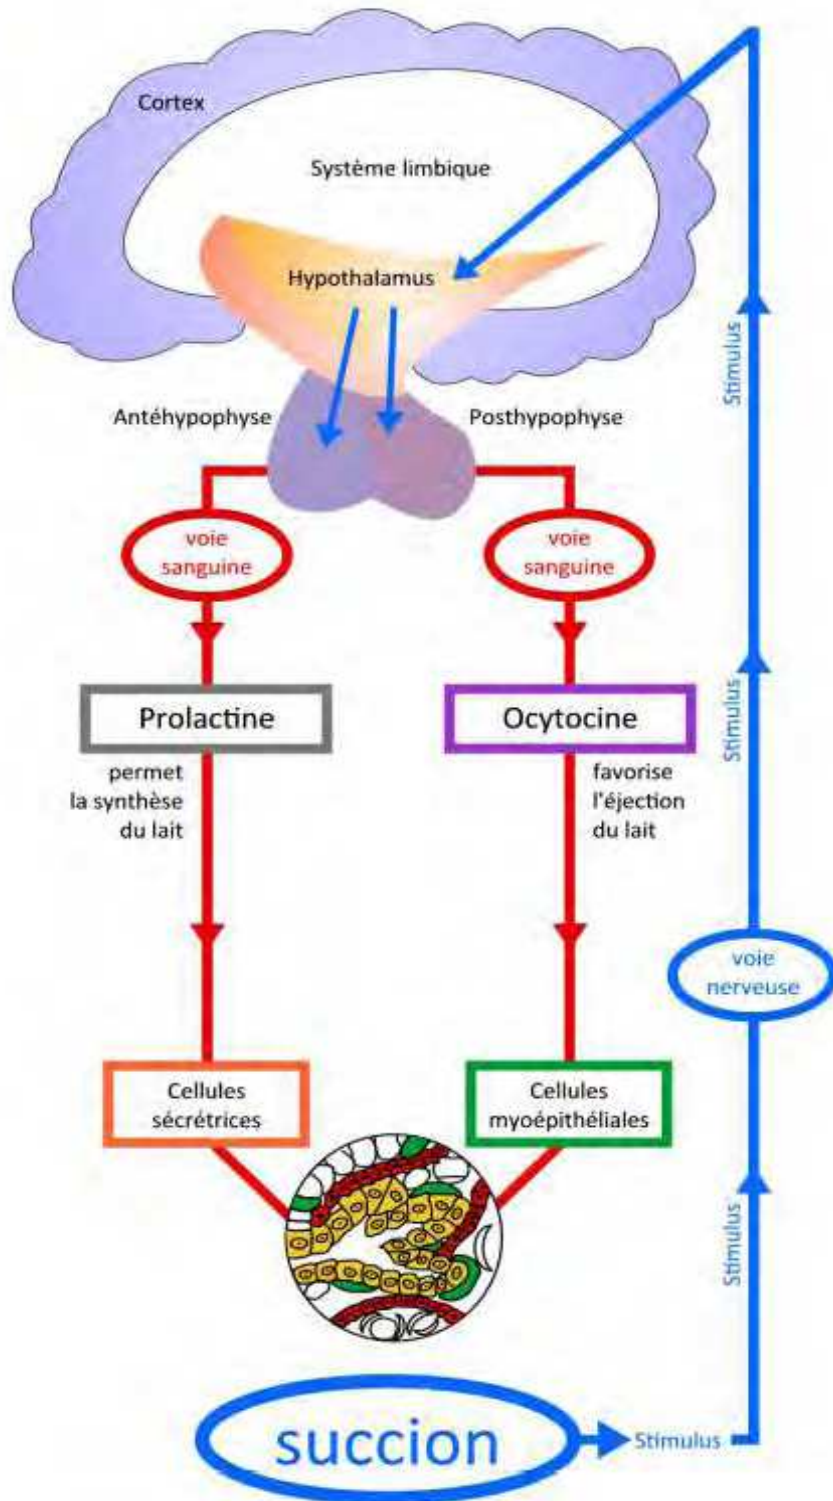 Cortex
Système limbique
Hypothalamus
Antéhypophyse
Posthypophyse
voie
sanguine
voie
sanguine
Prolactine
permet
la synthèse
du lait
Ocytocine
favorise
l'éjection
du lait
Cellules
sécrétrices
Cellules
myoépithéliales
Stimulus
Stimulus
voie
nerveuse
Stimulus
succion
Stimulus